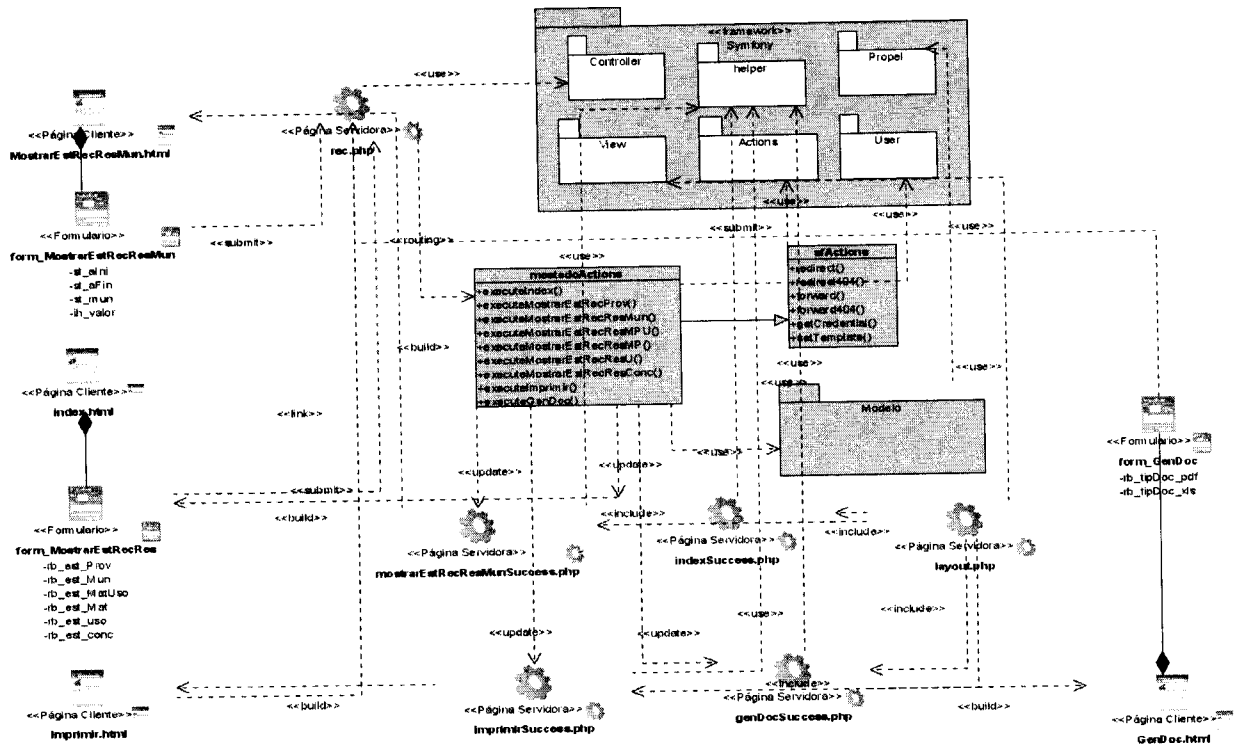 <<framework>>
Symfony
Controller
helper
Propel
View
Actions
User
<<use>>
<<Página Cliente>>
MostrarEstRecResMun.html
<<Página Servidora>>
rec.php
<<Formulario>>
form_MostrarEstRecResMun
-sl_aIni
-sl_aFin
-sl_mun
-ih_valor
<<submit>>
<<routing>>
<<use>>
<<submit>>
<<use>>
<<use>>
<<use>>
mostadoActions
+executeIndex()
+executeMostrarEstRecProv()
+executeMostrarEstRecResMun()
+executeMostrarEstRecResMPU()
+executeMostrarEstRecResMP()
+executeMostrarEstRecResU()
+executeMostrarEstRecResConc()
+executeImprimir()
+executeGenDoc()
sfActions
+redirect()
+redirect404()
+forward()
+forward404()
+getCredential()
+setTemplate()
<<build>>
<<use>>
<<use>>
<<Página Cliente>>
index.html
<<link>>
Modelo
<<use>>
<<update>>
<<update>>
<<Formulario>>
form_GenDoc
-rb_tipDoc_pdf
-rb_tipDoc_xls
<<submit>>
<<build>>
<<include>>
<<include>>
<<Formulario>>
form_MostrarEstRecRes
-rb_est_Prov
-rb_est_Mun
-rb_est_MatUso
-rb_est_Mat
-rb_est_uso
-rb_est_conc
<<Página Servidora>>
mostrarEstRecResMunSuccess.php
<<Página Servidora>>
indexSuccess.php
<<Página Servidora>>
layout.php
<<use>>
<<include>>
<<update>>
<<update>>
<<include>>
<<Página Cliente>>
Imprimir.html
<<build>>
<<Página Servidora>>
ImprimirSuccess.php
<<Página Servidora>>
genDocSuccess.php
<<build>>
<<Página Cliente>>
GenDoc.html